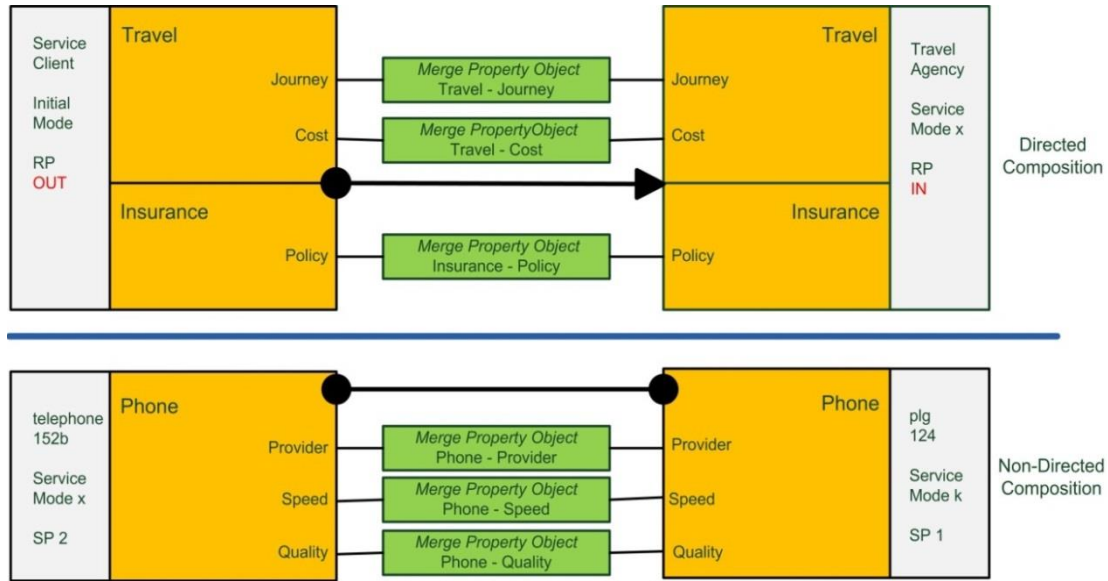 Service
Client
Initial
Mode
RP
OUT
Travel
Journey
Cost
Insurance
Policy
Merge Property Object
Travel - Journey
Merge PropertyObject
Travel - Cost
Merge Property Object
Insurance - Policy
Travel
Journey
Cost
Insurance
Policy
Travel
Agency
Service
Mode x
RP
IN
Directed
Composition
telephone
152b
Service
Mode x
SP 2
Phone
Provider
Speed
Quality
Merge Property Object
Phone - Provider
Merge Property Object
Phone - Speed
Merge Property Object
Phone - Quality
Phone
Provider
Speed
Quality
plg
124
Service
Mode k
SP 1
Non-Directed
Composition